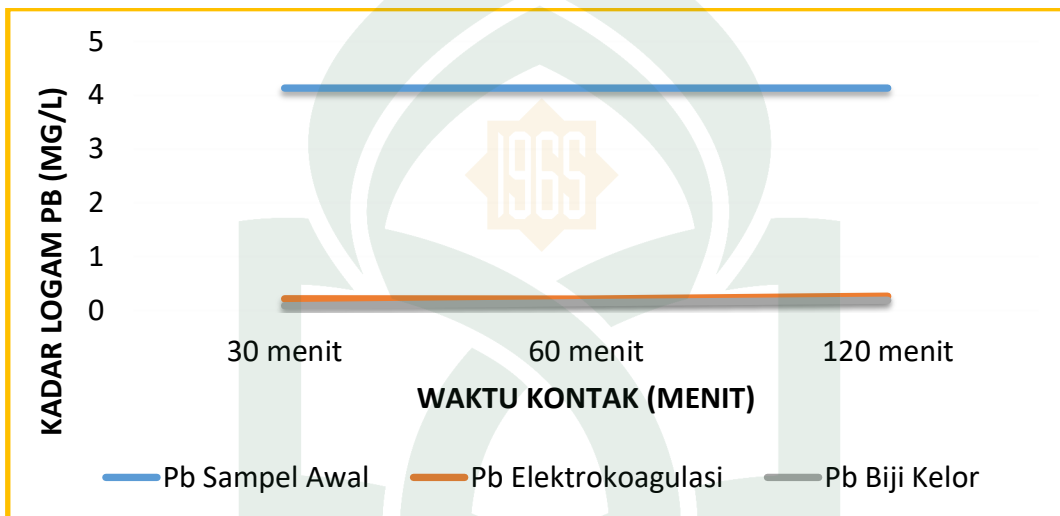 KADAR LOGAM PB (MG/L)
5
4
3
2
1
0
1965
30 menit 60 menit 120 menit
WAKTU KONTAK (MENIT)
Pb Sampel Awal Pb Elektrokoagulasi Pb Biji Kelor